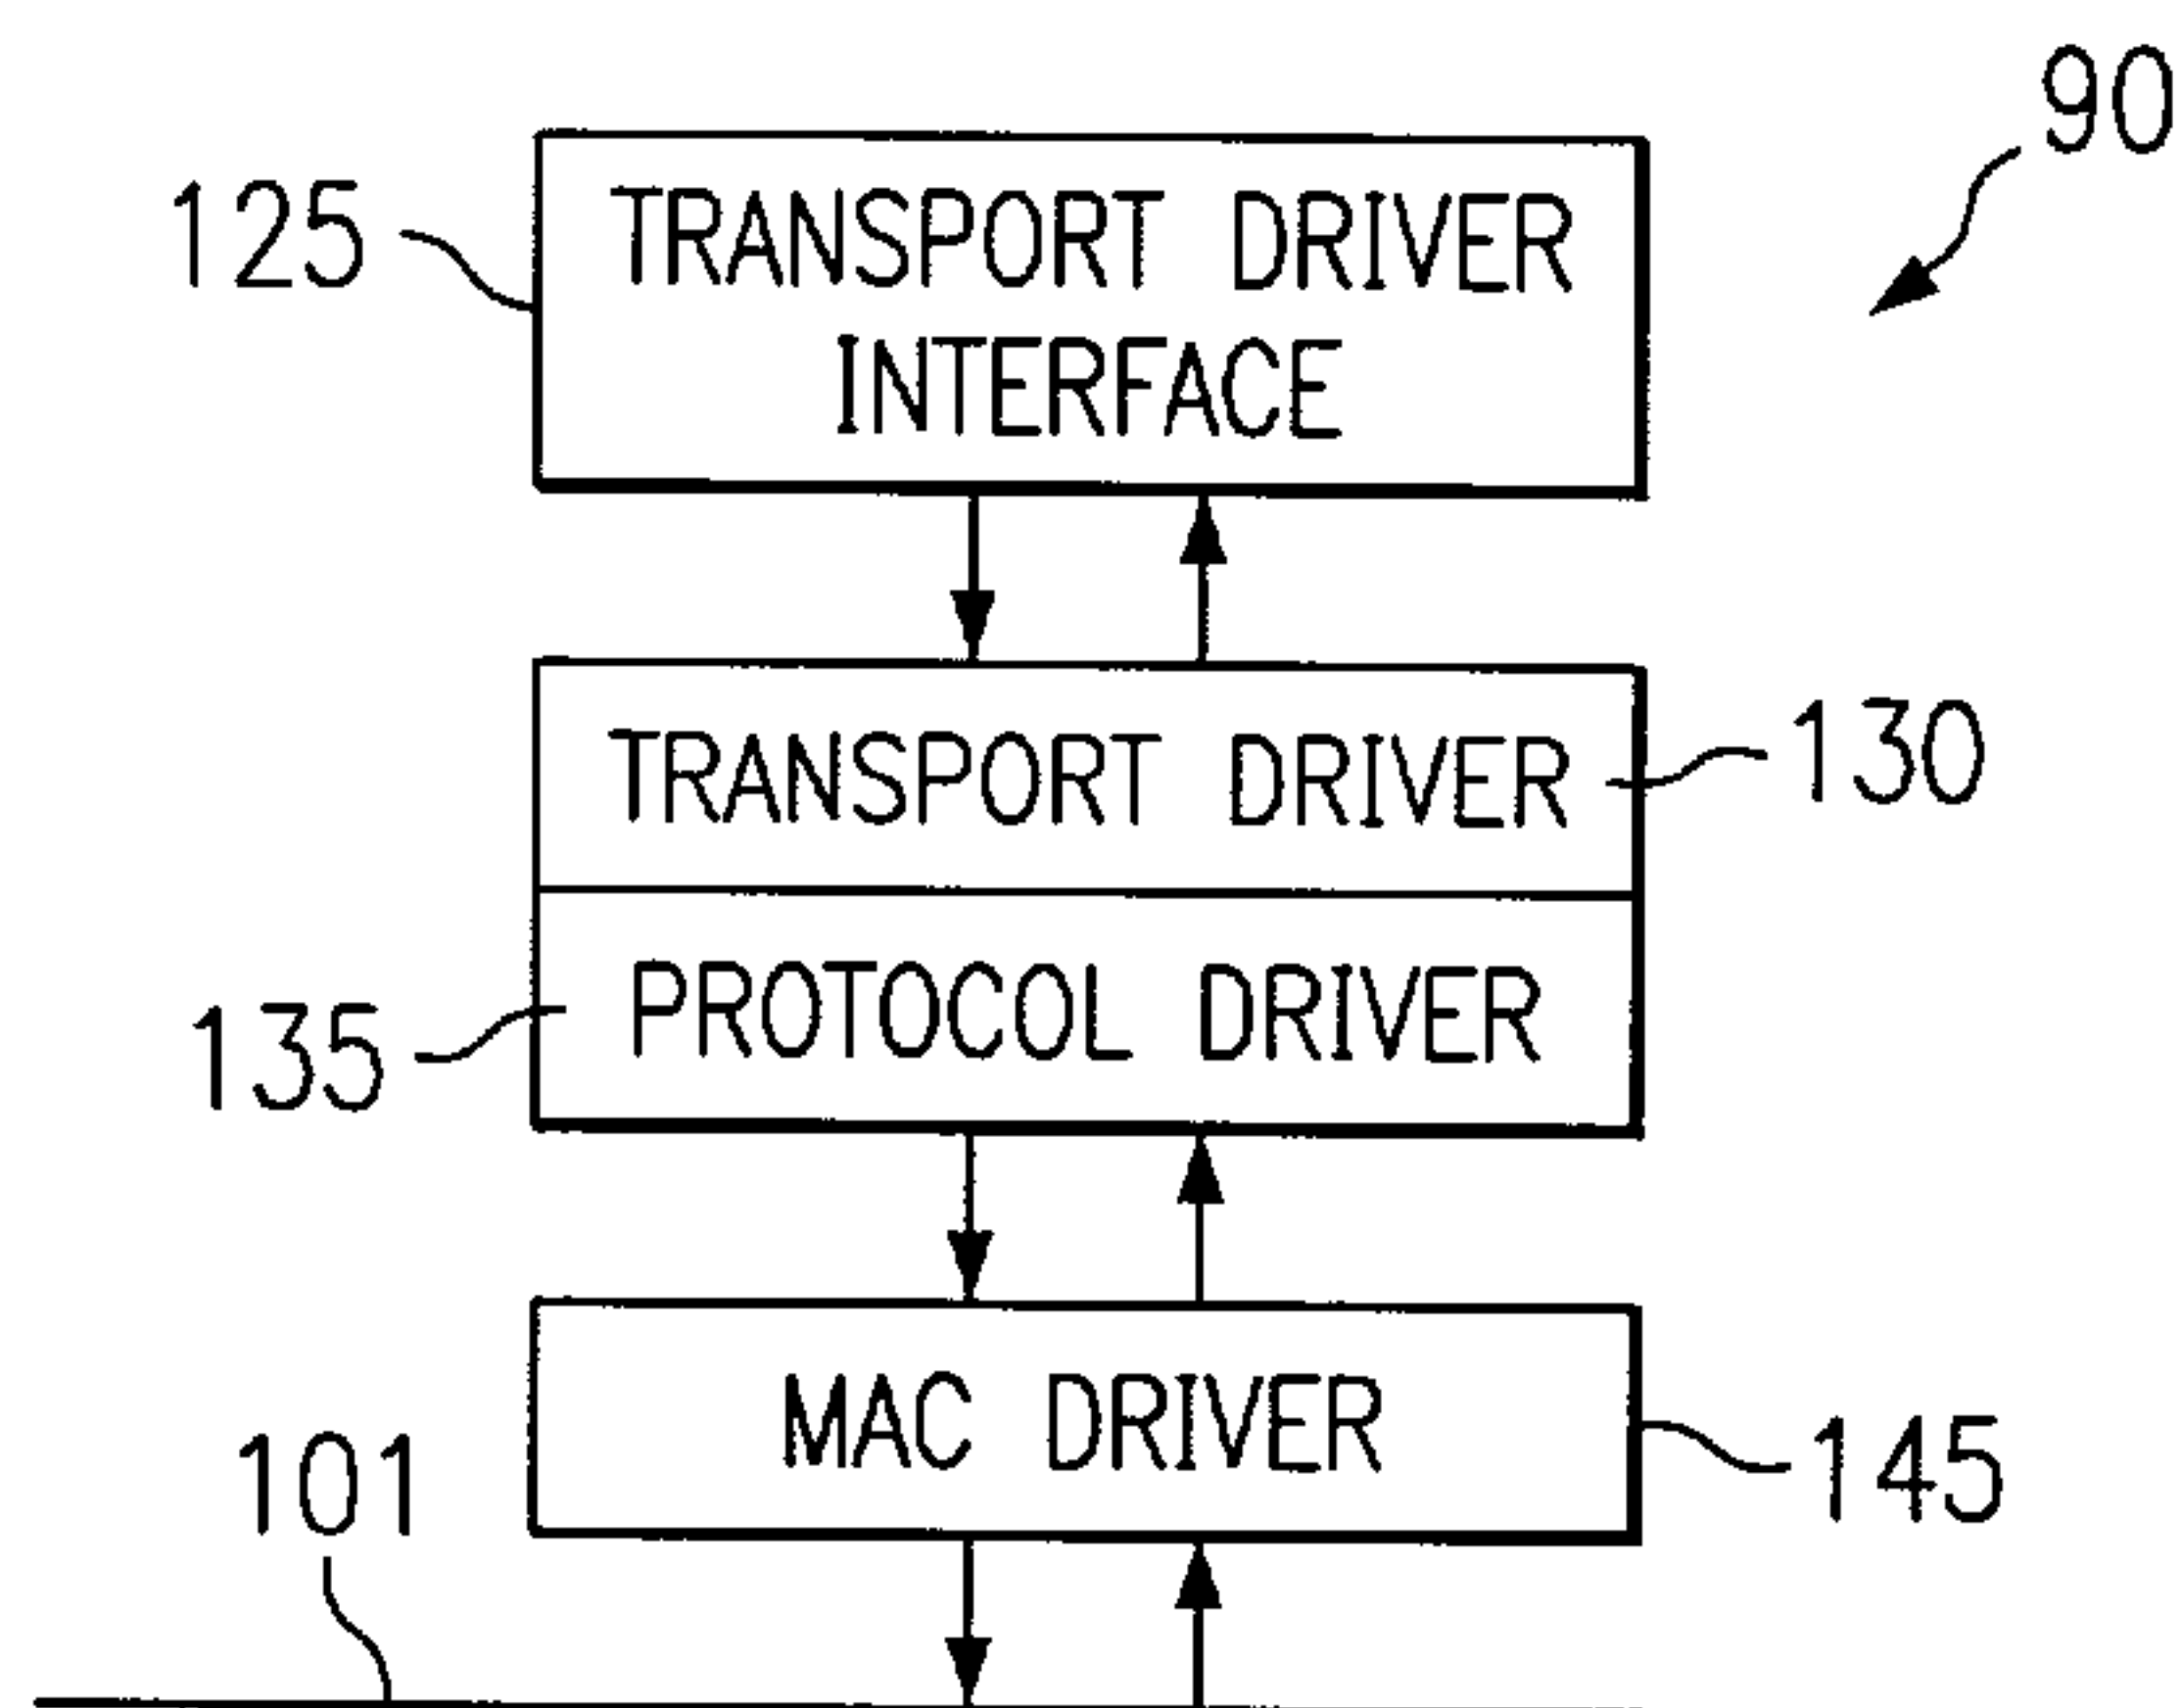 90
125
TRANSPORT DRIVER
INTERFACE
TRANSPORT DRIVER
130
PROTOCOL DRIVER
135
MAC DRIVER
145
101